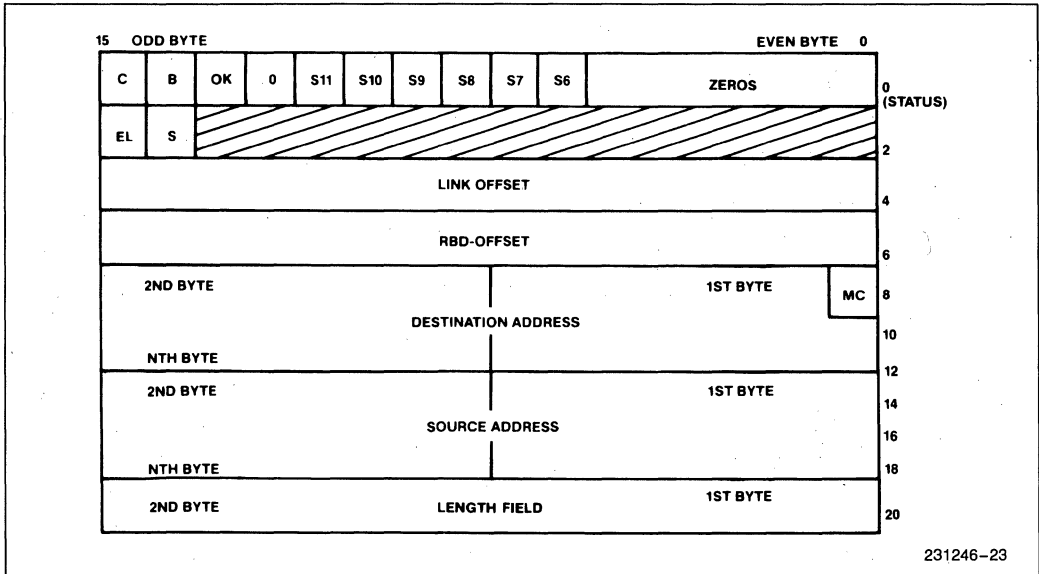 15 ODD BYTE EVEN BYTE 0
C B OK 0 S11 S10 S9 S8 S7 S6 ZEROS 0
(STATUS)
EL S 2
LINK OFFSET 4
RBD-OFFSET 6
2ND BYTE 1ST BYTE MC 8
DESTINATION ADDRESS 10
NTH BYTE 12
2ND BYTE 1ST BYTE 14
SOURCE ADDRESS 16
NTH BYTE 18
2ND BYTE LENGTH FIELD 1ST BYTE 20
231246-23